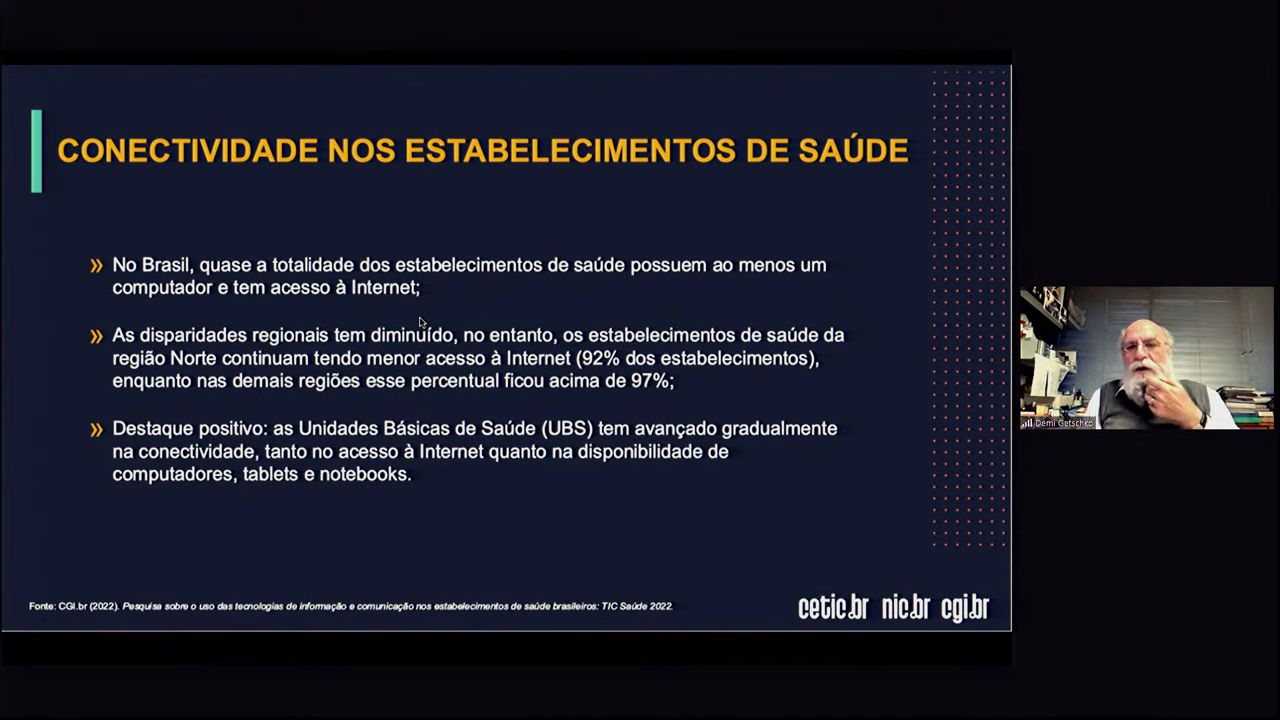 CONECTIVIDADE NOS ESTABELECIMENTOS DE SAÚDE
» No Brasil, quase a totalidade dos estabelecimentos de saúde possuem ao menos um
computador e tem acesso à Internet;
» As disparidades regionais tem diminuído, no entanto, os estabelecimentos de saúde da
região Norte continuam tendo menor acesso à Internet (92% dos estabelecimentos),
enquanto nas demais regiões esse percentual ficou acima de 97%;
» Destaque positivo: as Unidades Básicas de Saúde (UBS) tem avançado gradualmente
na conectividade, tanto no acesso à Internet quanto na disponibilidade de
computadores, tablets e notebooks.
Fonte: CGI.br (2022). Pesquisa sobre o uso das tecnologias de informação e comunicação nos estabelecimentos de saúde brasileiros: TIC Saúde 2022.
cetic.br nic.br cgi.br
Demi Getschko